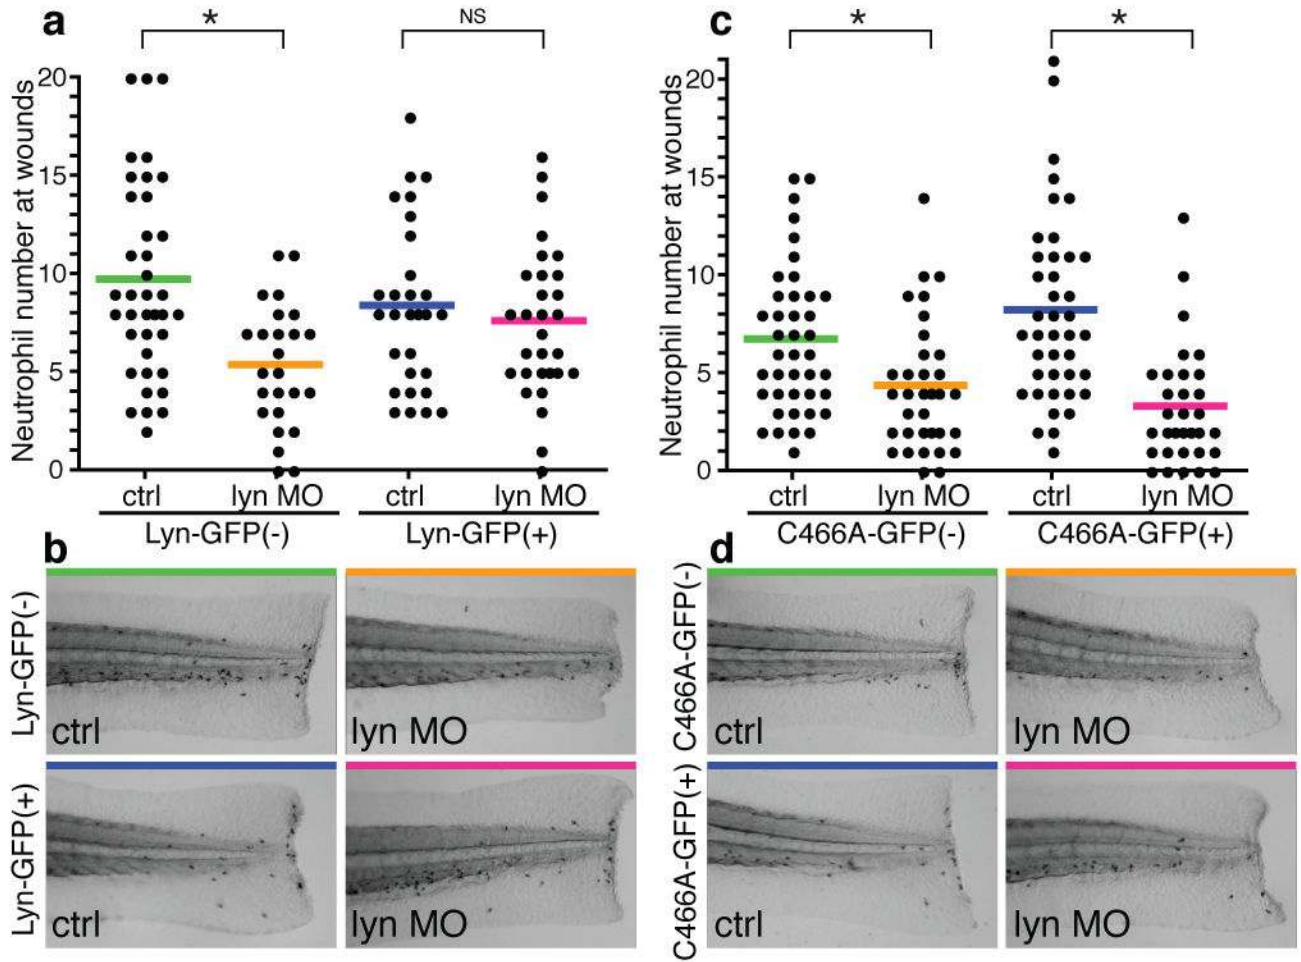 a
*
NS
Neutrophil number at wounds
20
15
10
5
0
ctrl
lyn MO
ctrl
lyn MO
Lyn-GFP(-)
Lyn-GFP(+)
c
*
*
Neutrophil number at wounds
20
15
10
5
0
ctrl
lyn MO
ctrl
lyn MO
C466A-GFP(-)
C466A-GFP(+)
b
Lyn-GFP(-)
ctrl
lyn MO
Lyn-GFP(+)
ctrl
lyn MO
d
C466A-GFP(-)
ctrl
lyn MO
C466A-GFP(+)
ctrl
lyn MO